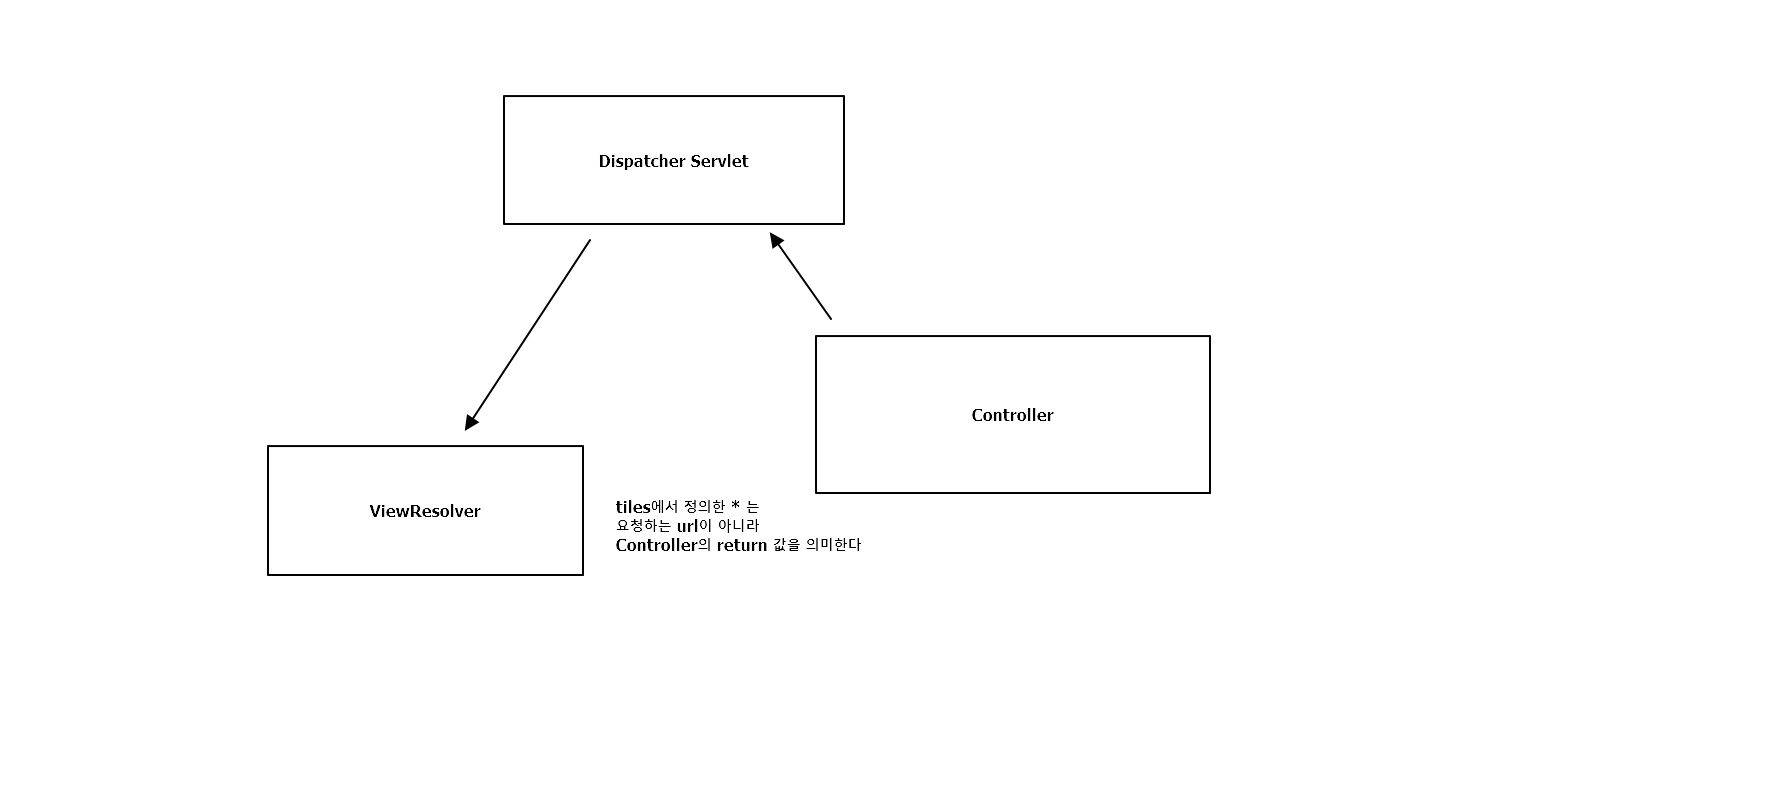 Dispatcher Servlet
Controller
ViewResolver
tiles에서 정의한 * 는
요청하는 url이 아니라
Controller의 return 값을 의미한다